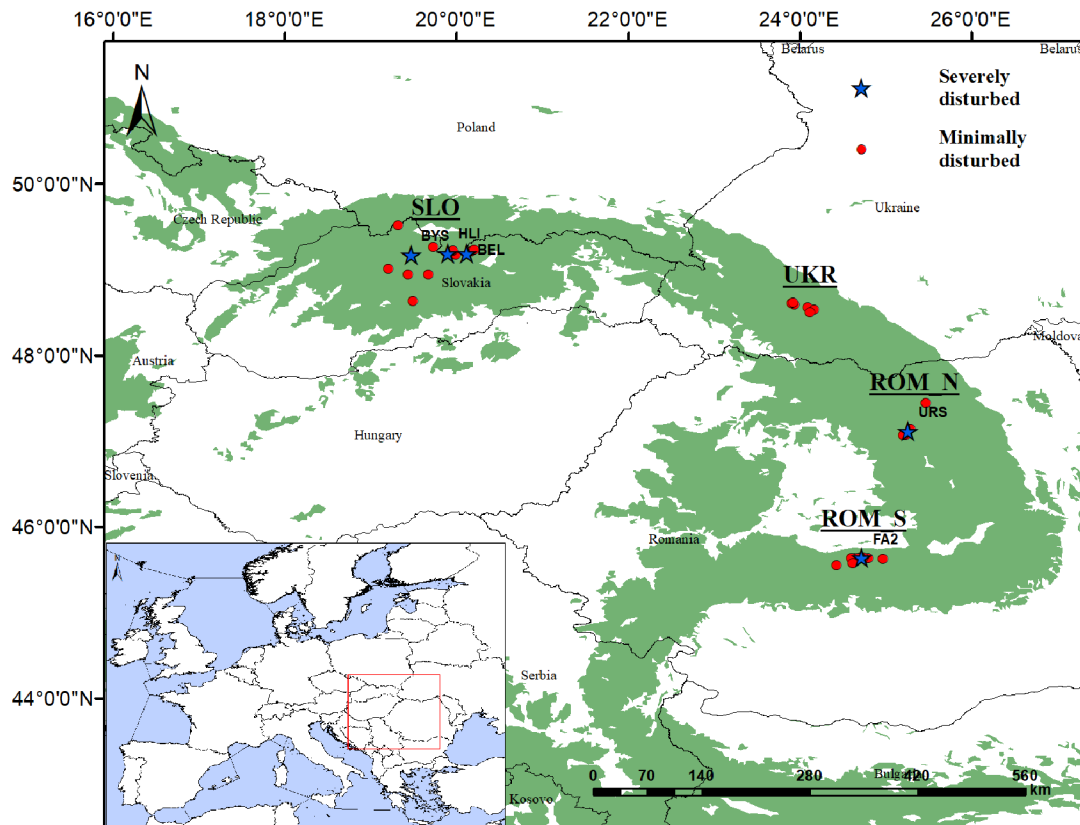 16°0'0"E 18°0'0"E 20°0'0"E 22°0'0"E 24°0'0"E 26°0'0"E
Belarus
Belarus
N
Severely
disturbed
Poland
Minimally
disturbed
50°0'0"N
SLO
Czech Republic
Ukraine
BYS
HLI
BEL
Slovakia
UKR
48°0'0"N
Moldova
Austria
ROM_N
URS
Hungary
Slovenia
46°0'0"N
ROM_S
FA2
Romania
N
Serbia
44°0'0"N
Bulgaria
0 70 140 280 420 560
km
Kosovo